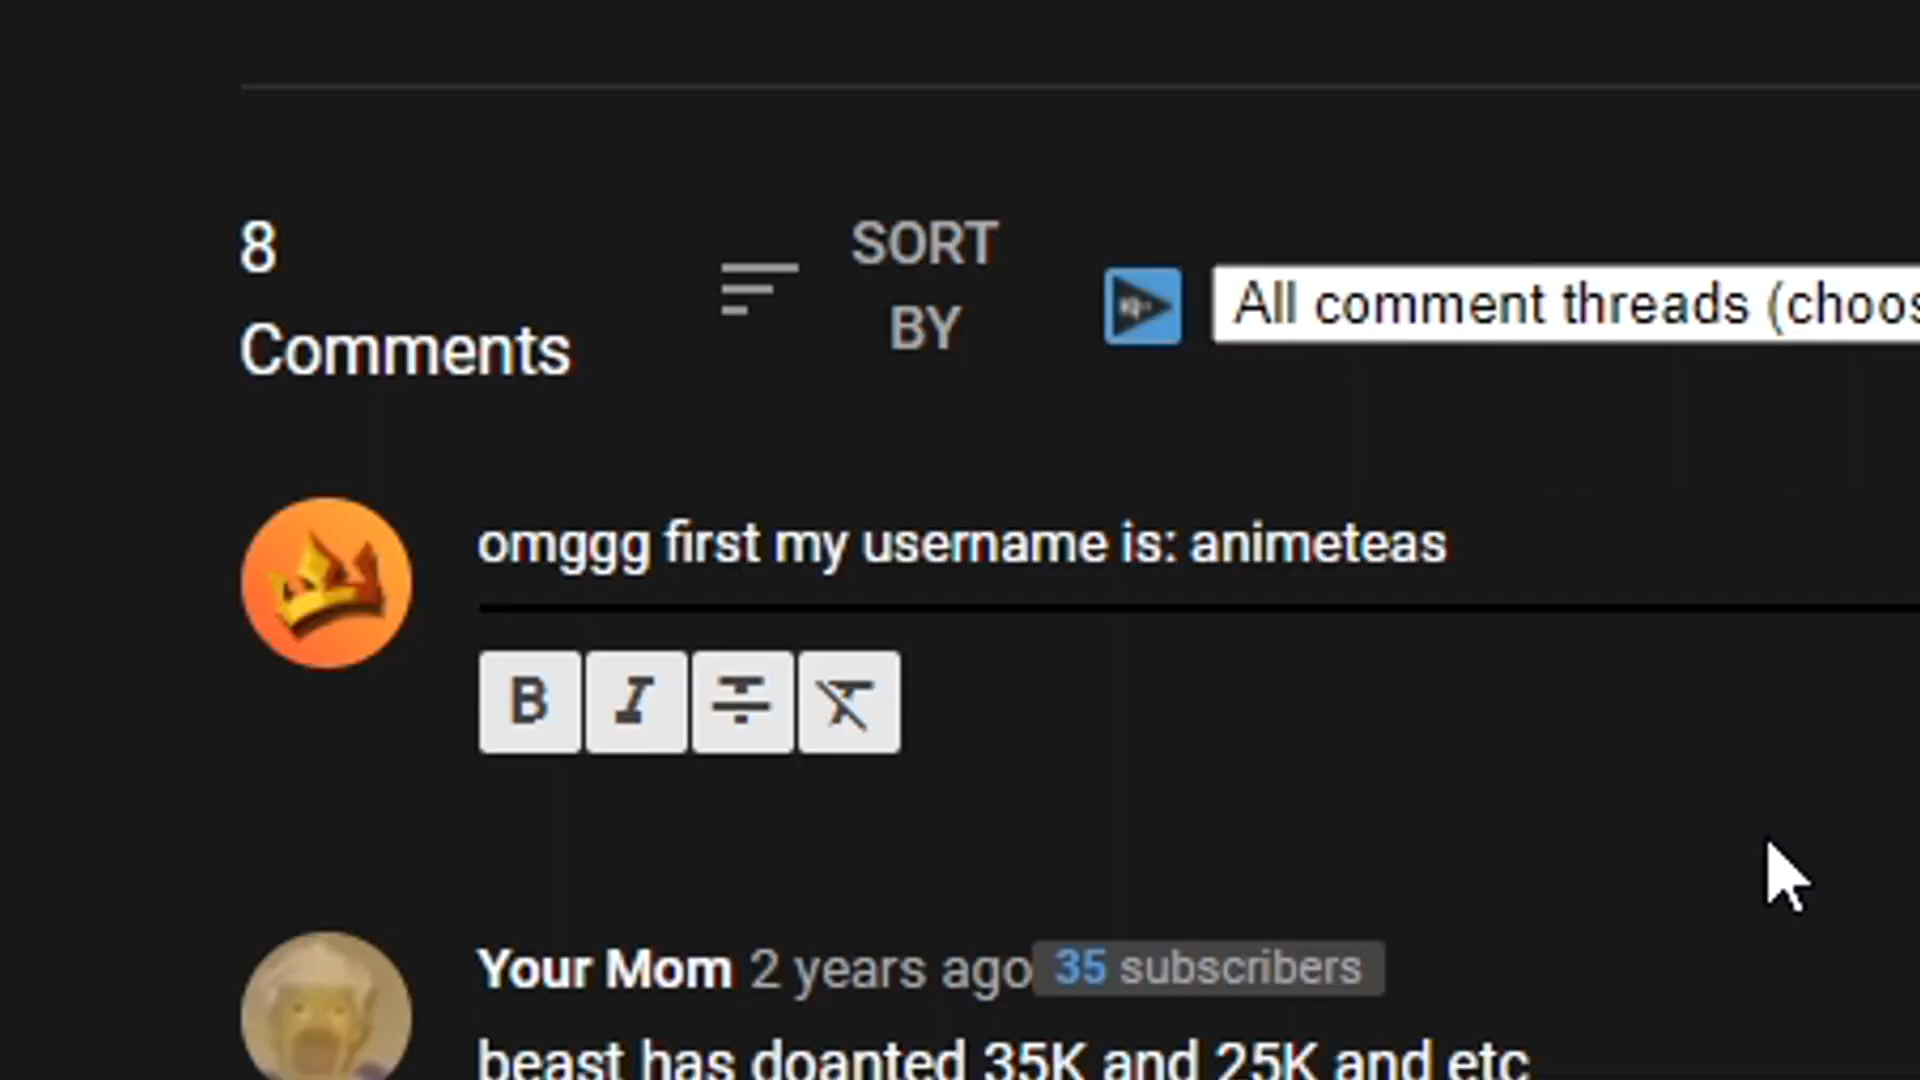 8
Comments
SORT
BY
All comment threads (choos
omggg first my username is: animeteas
B I T T
Your Mom 2 years ago 35 subscribers
beast has doanted 35K and 25K and etc